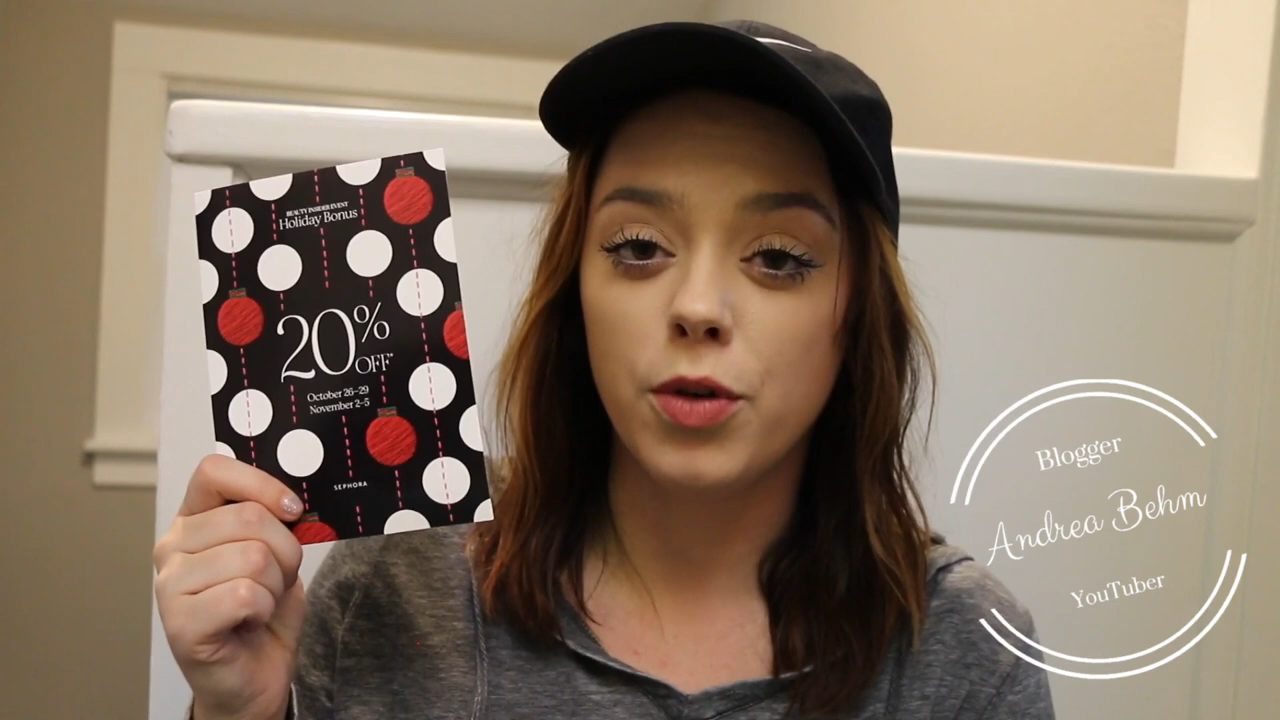 BEAUTY INSIDER EVENT
Holiday Bonus
20%
OFF*
October 26–29
November 2–5
SEPHORA
Blogger
Andrea Behm
YouTuber